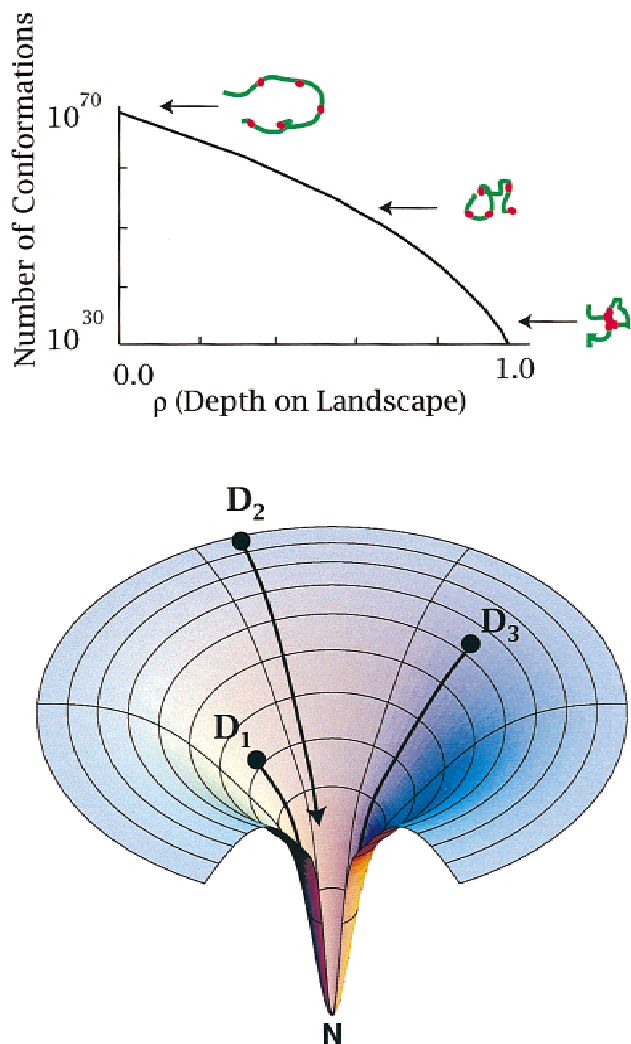 Number of Conformations
10^70
10^30
0.0
1.0
ρ (Depth on Landscape)
D₂
D₃
D₁
N